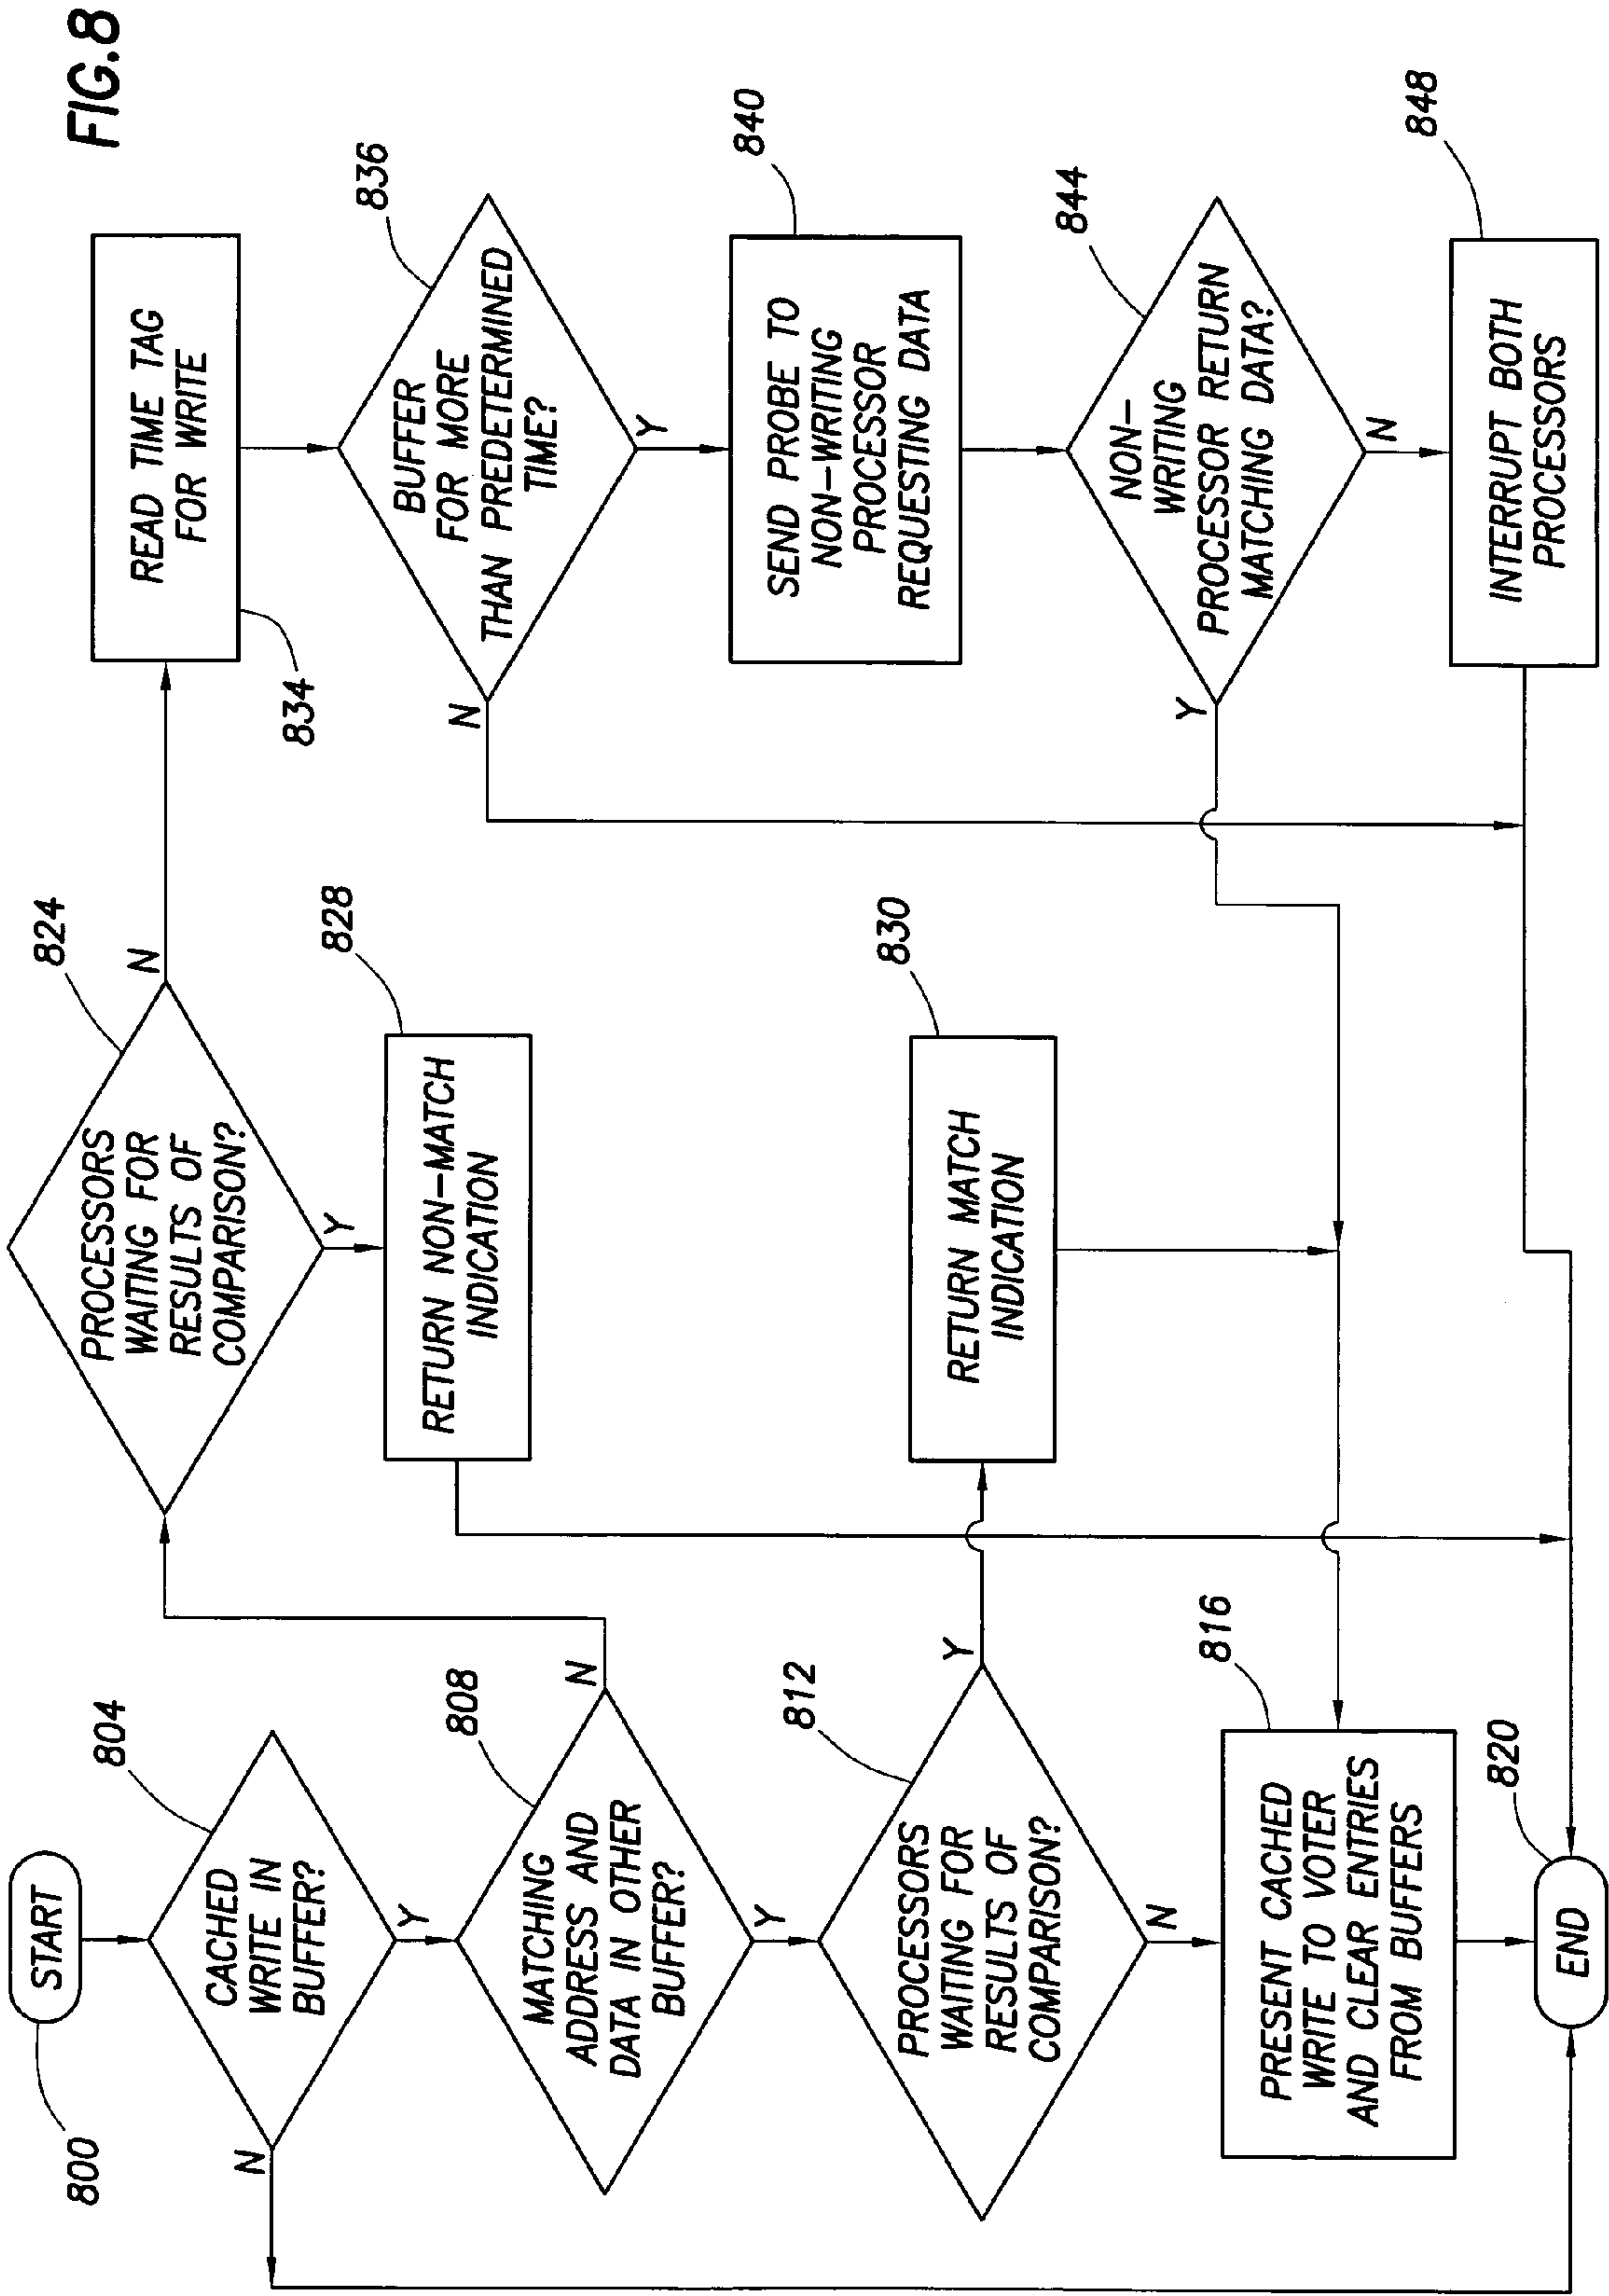 FIG.8
800
START
804
CACHED
WRITE IN
BUFFER?
N
Y
808
MATCHING
ADDRESS AND
DATA IN OTHER
BUFFER?
N
Y
812
PROCESSORS
WAITING FOR
RESULTS OF
COMPARISON?
Y
N
816
PRESENT CACHED
WRITE TO VOTER
AND CLEAR ENTRIES
FROM BUFFERS
820
END
824
PROCESSORS
WAITING FOR
RESULTS OF
COMPARISON?
N
Y
828
RETURN NON-MATCH
INDICATION
830
RETURN MATCH
INDICATION
834
READ TIME TAG
FOR WRITE
836
BUFFER
FOR MORE
THAN PREDETERMINED
TIME?
N
Y
840
SEND PROBE TO
NON-WRITING
PROCESSOR
REQUESTING DATA
844
NON-
WRITING
PROCESSOR RETURN
MATCHING DATA?
Y
N
848
INTERRUPT BOTH
PROCESSORS